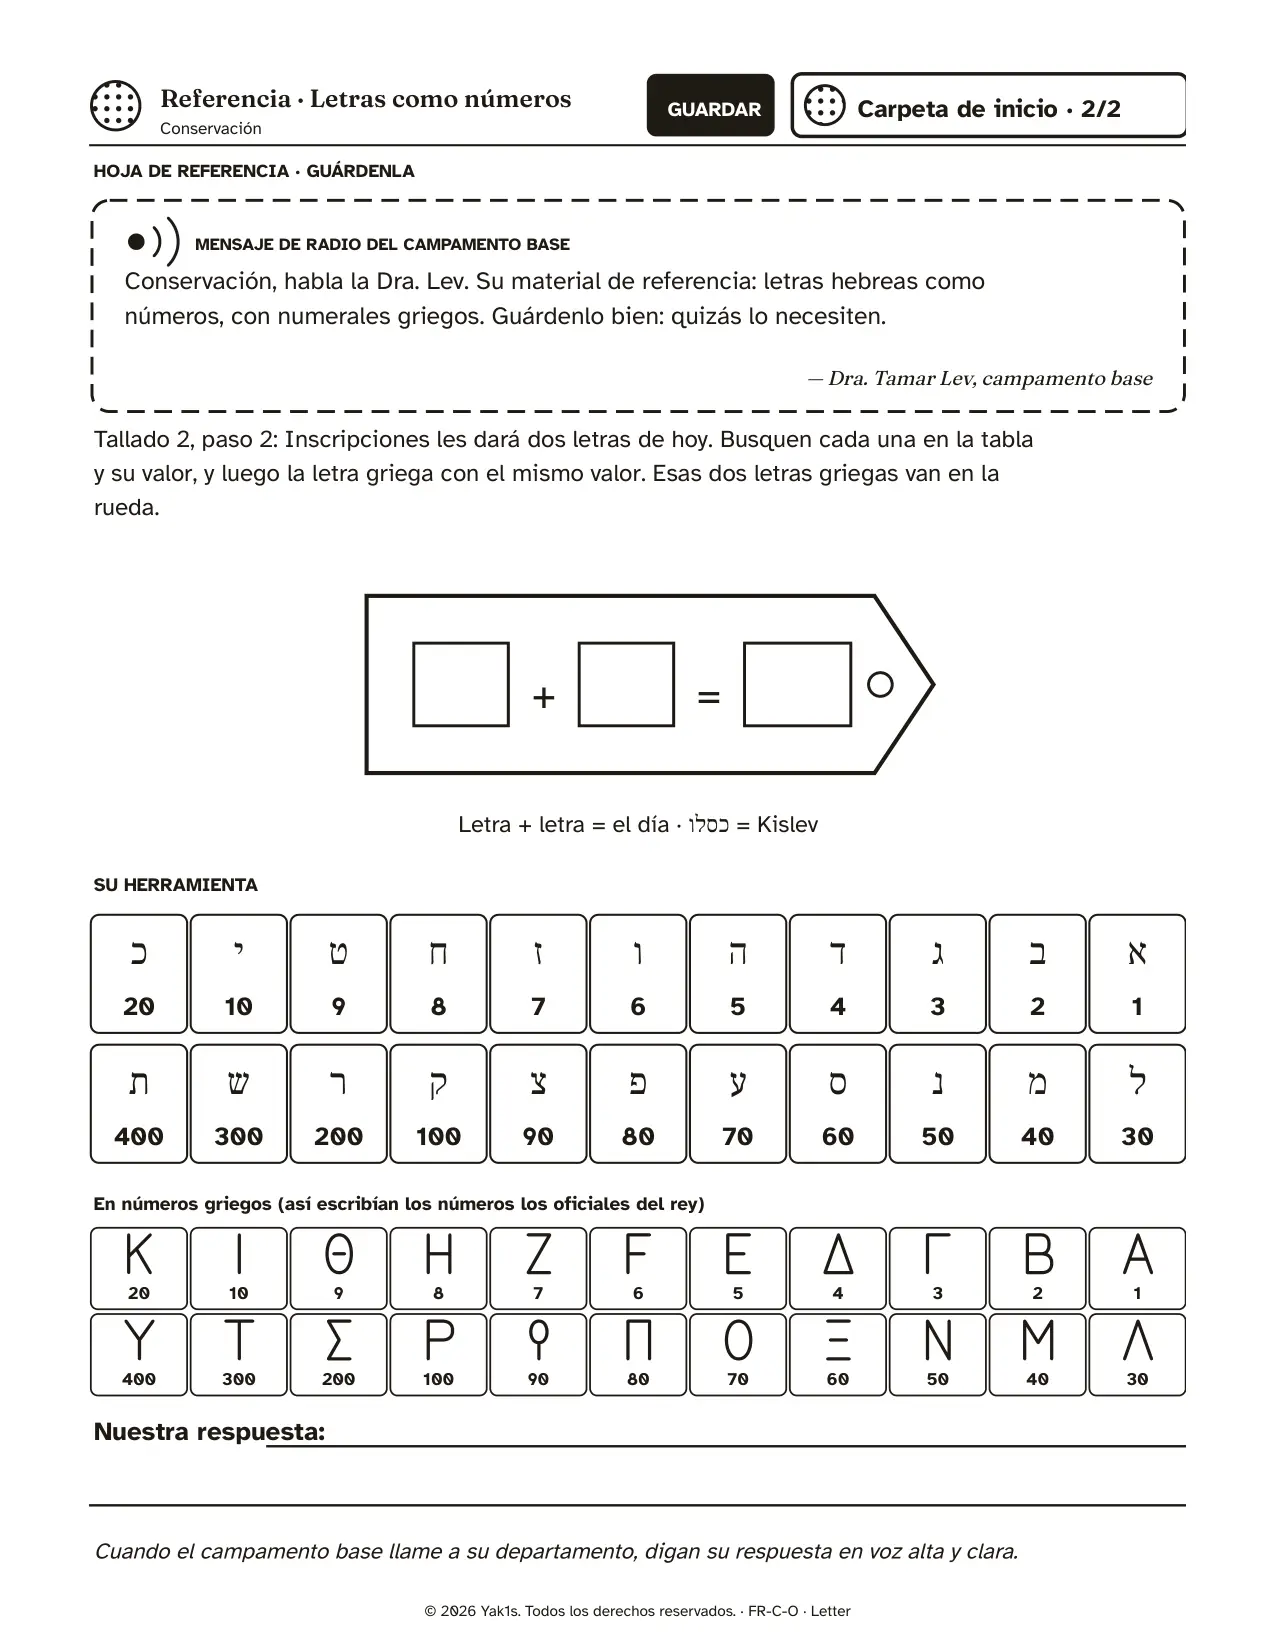 Referencia · Letras como números
Conservación
GUARDAR
Carpeta de inicio · 2/2
HOJA DE REFERENCIA · GUÁRDENLA
MENSAJE DE RADIO DEL CAMPAMENTO BASE
Conservación, habla la Dra. Lev. Su material de referencia: letras hebreas como
números, con numerales griegos. Guárdenlo bien: quizás lo necesiten.
— Dra. Tamar Lev, campamento base
Tallado 2, paso 2: Inscripciones les dará dos letras de hoy. Busquen cada una en la tabla
y su valor, y luego la letra griega con el mismo valor. Esas dos letras griegas van en la
rueda.
+ =
Letra + letra = el día · כסלו = Kislev
SU HERRAMIENTA
כ י ט ח ז ו ה ד ג ב א
20 10 9 8 7 6 5 4 3 2 1
ת ש ר ק צ פ ע ס נ מ ל
400 300 200 100 90 80 70 60 50 40 30
En números griegos (así escribían los números los oficiales del rey)
Κ Ι Θ Η Ζ F Ε Δ Γ Β Α
20 10 9 8 7 6 5 4 3 2 1
Υ Τ Σ Ρ Ϙ Π Ο Ξ Ν Μ Λ
400 300 200 100 90 80 70 60 50 40 30
Nuestra respuesta:
Cuando el campamento base llame a su departamento, digan su respuesta en voz alta y clara.
© 2026 Yak1s. Todos los derechos reservados. · FR-C-O · Letter